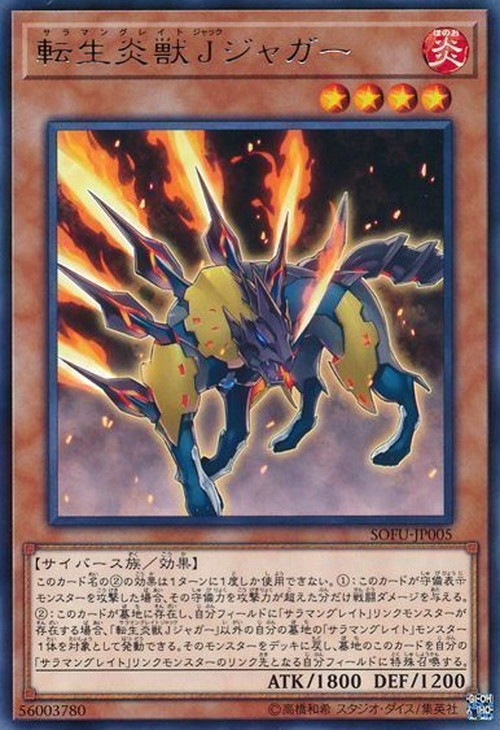 サラマングレイト ジャック
転生炎獣Jジャガー
ほのお
炎
SOFU-JP005
【サイバース族／効果】
このカード名の②の効果は1ターンに1度しか使用できない。①：このカードが守備表示
モンスターを攻撃した場合、その守備力を攻撃力が超えた分だけ戦闘ダメージを与える。
②：このカードが墓地に存在し、自分フィールドに「サラマングレイト」リンクモンスターが
存在する場合、「転生炎獣Jジャガー」以外の自分の墓地の「サラマングレイト」モンスター
1体を対象として発動できる。そのモンスターをデッキに戻し、墓地のこのカードを自分の
「サラマングレイト」リンクモンスターのリンク先となる自分フィールドに特殊召喚する。
ATK/1800 DEF/1200
56003780 ©高橋和希 スタジオ・ダイス/集英社